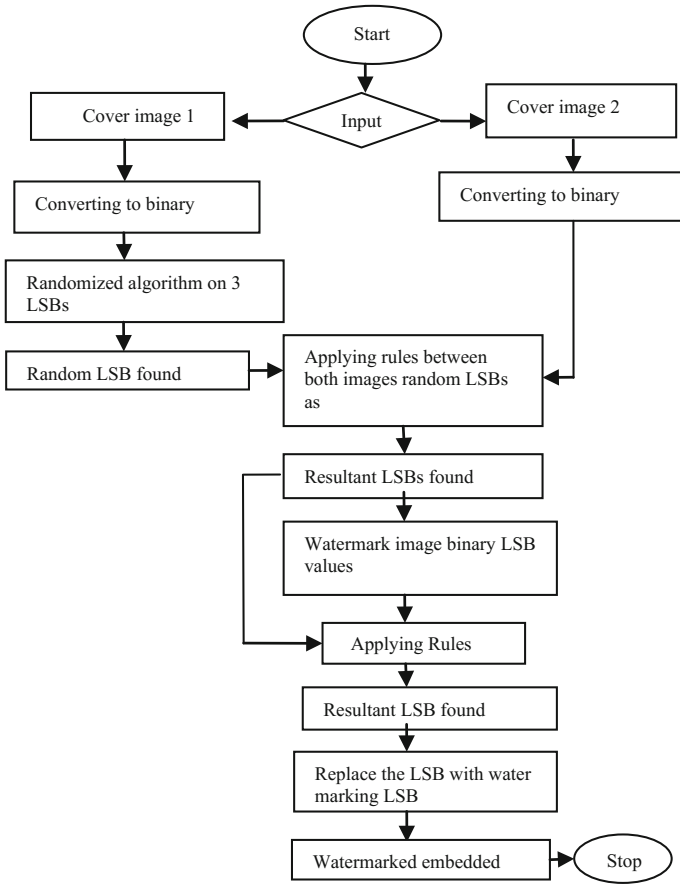 Start
Input
Cover image 1
Cover image 2
Converting to binary
Converting to binary
Randomized algorithm on 3
LSBs
Random LSB found
Applying rules between
both images random LSBs
as
Resultant LSBs found
Watermark image binary LSB
values
Applying Rules
Resultant LSB found
Replace the LSB with water
marking LSB
Watermarked embedded
Stop